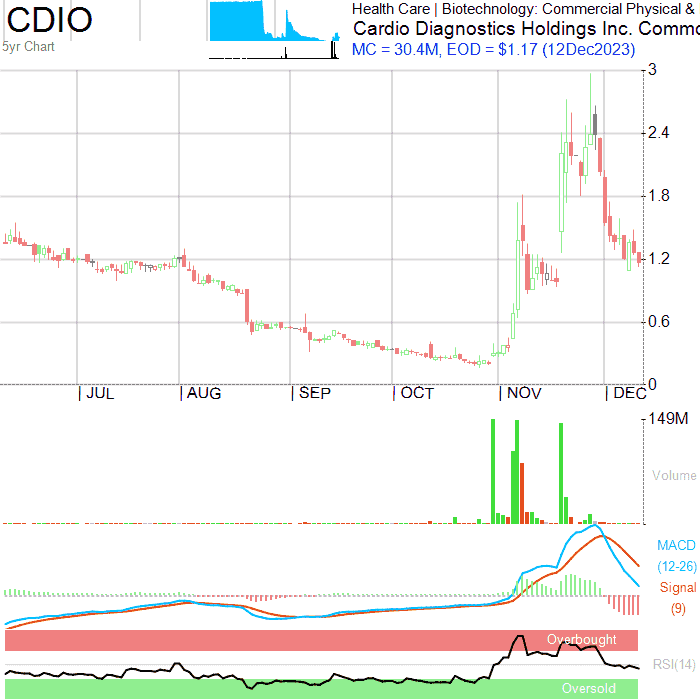 CDIO
5yr Chart
Health Care | Biotechnology: Commercial Physical &
Cardio Diagnostics Holdings Inc. Commo
MC = 30.4M, EOD = $1.17 (12Dec2023)
3
2.4
1.8
1.2
0.6
0
JUL AUG SEP OCT NOV DEC
149M
Volume
MACD
(12-26)
Signal
(9)
Overbought
RSI(14)
Oversold